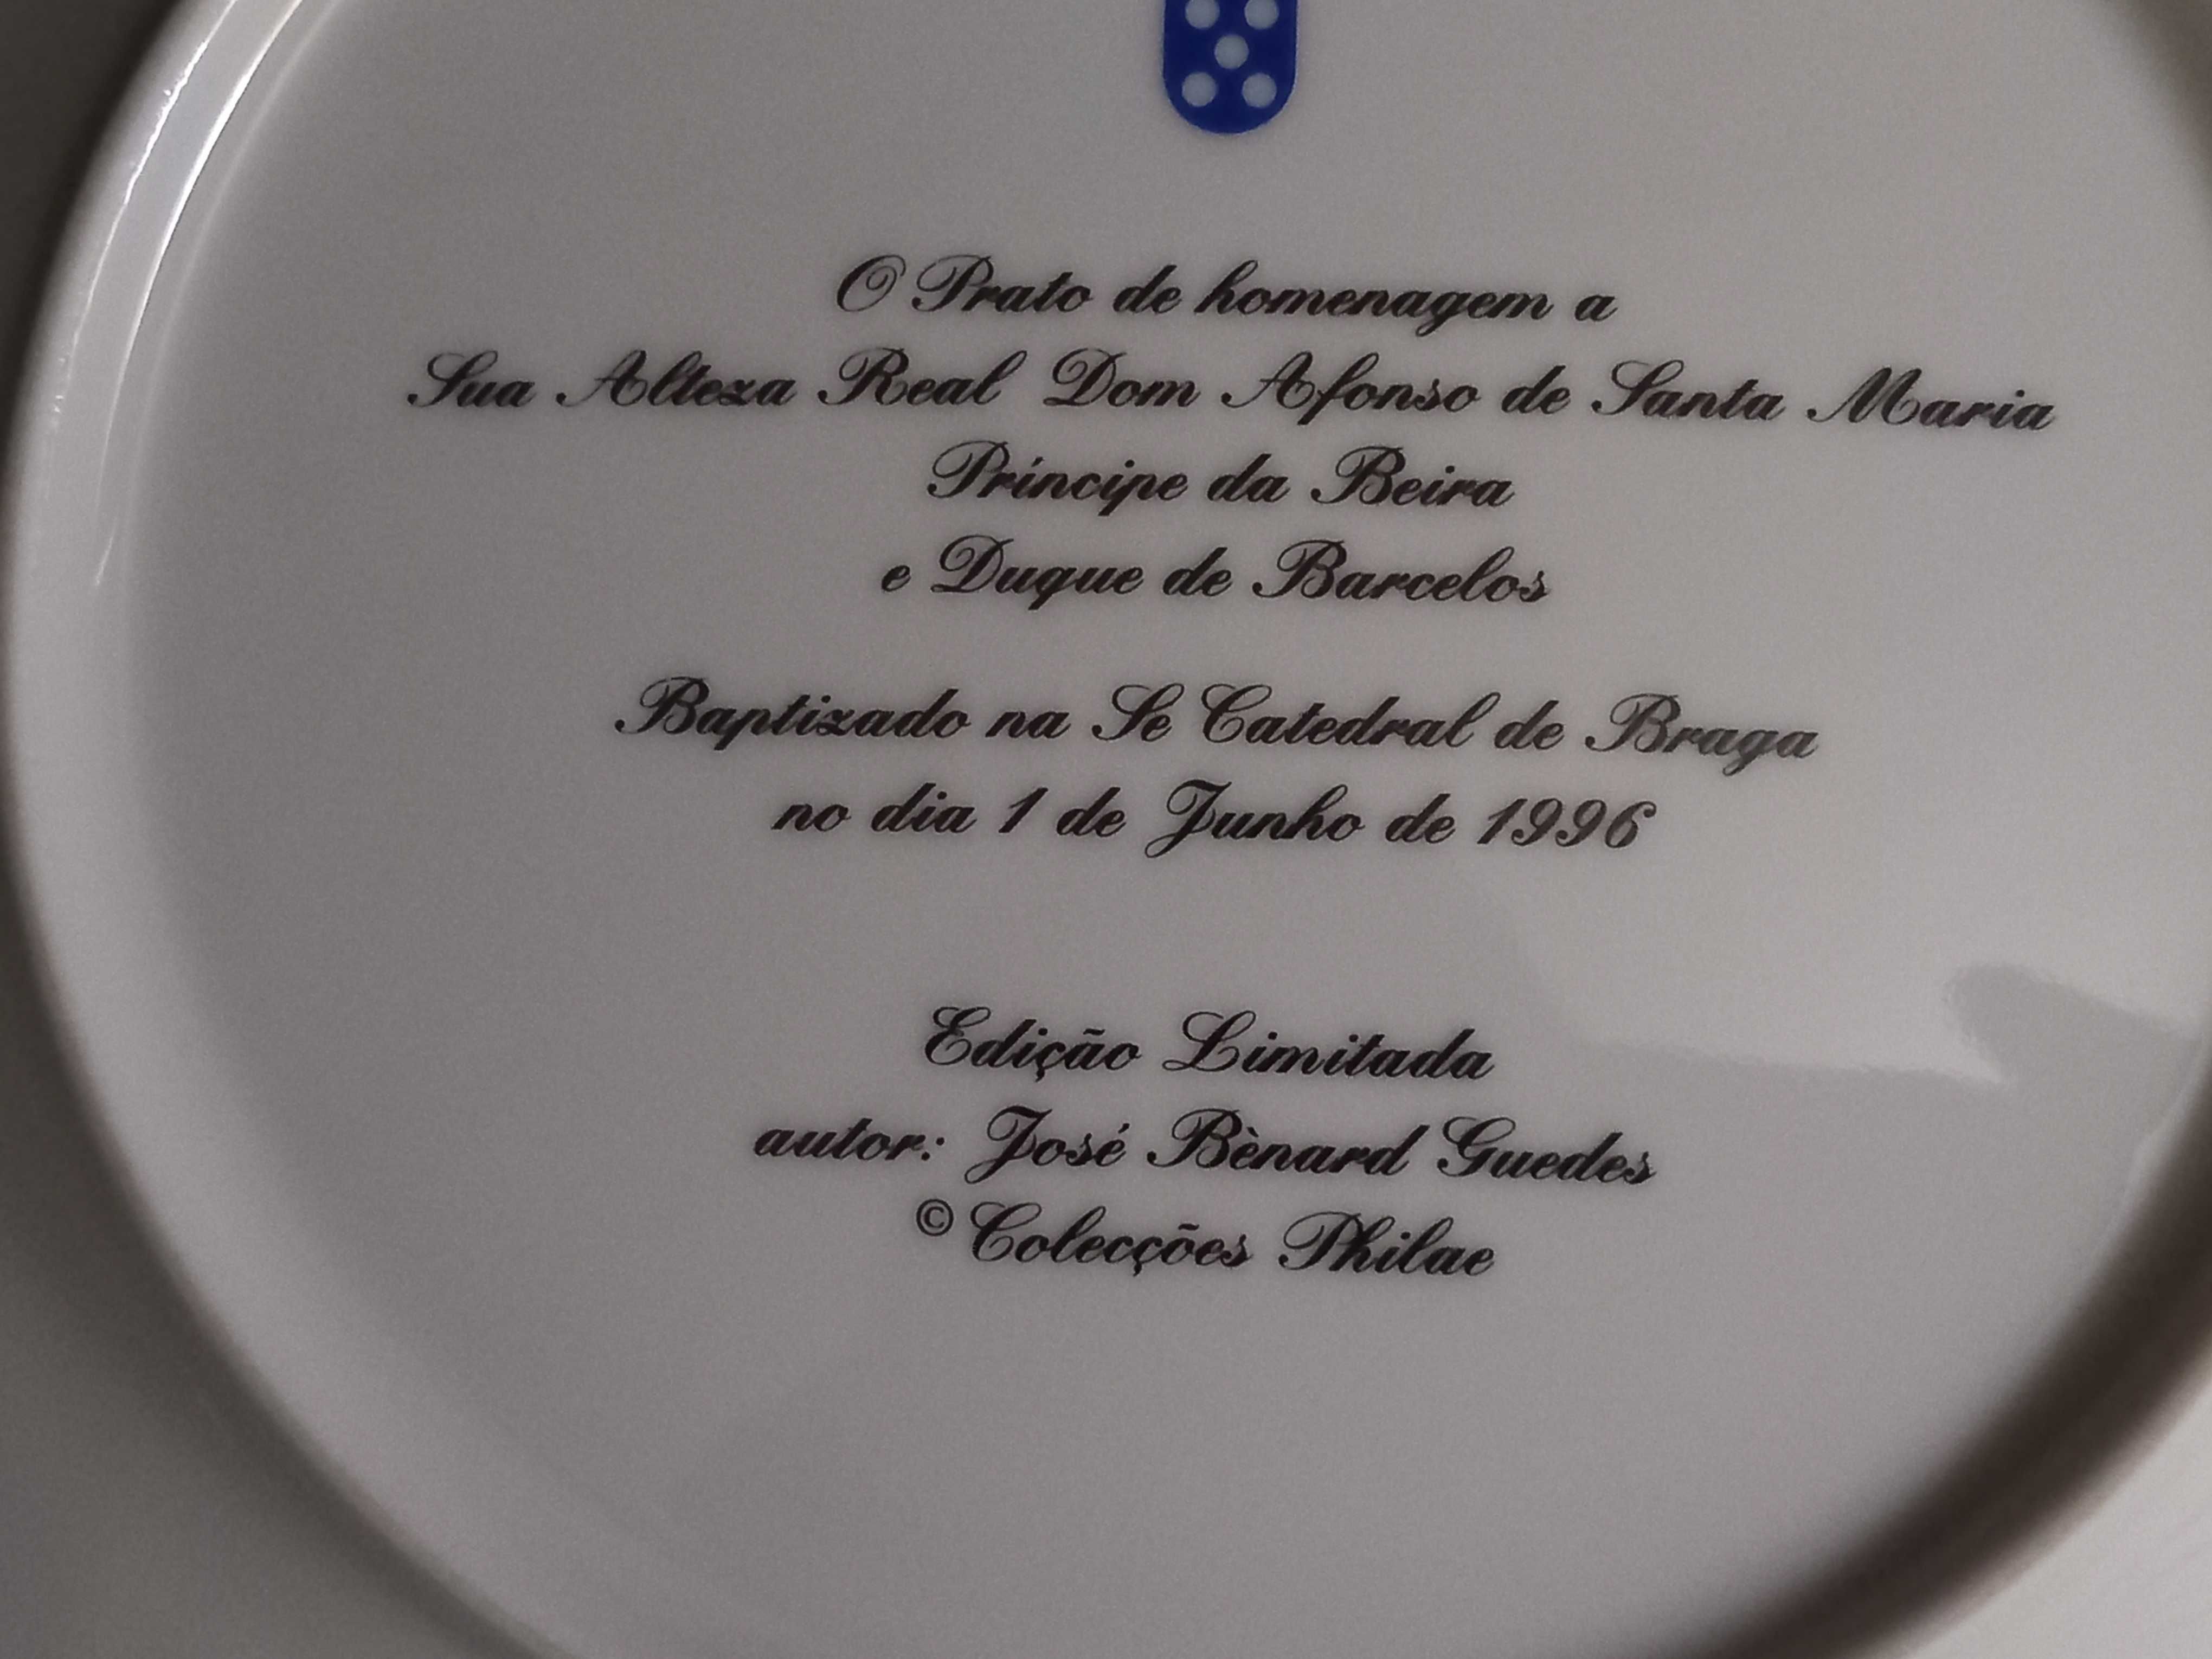 O Prato de homenagem a
Sua Alteza Real Dom Afonso de Santa Maria
Príncipe da Beira
e Duque de Barcelos
Baptizado na Se Catedral de Braga
no dia 1 de Junho de 1996
Edição Limitada
autor: José Bènard Guedes
© Colecções Philae